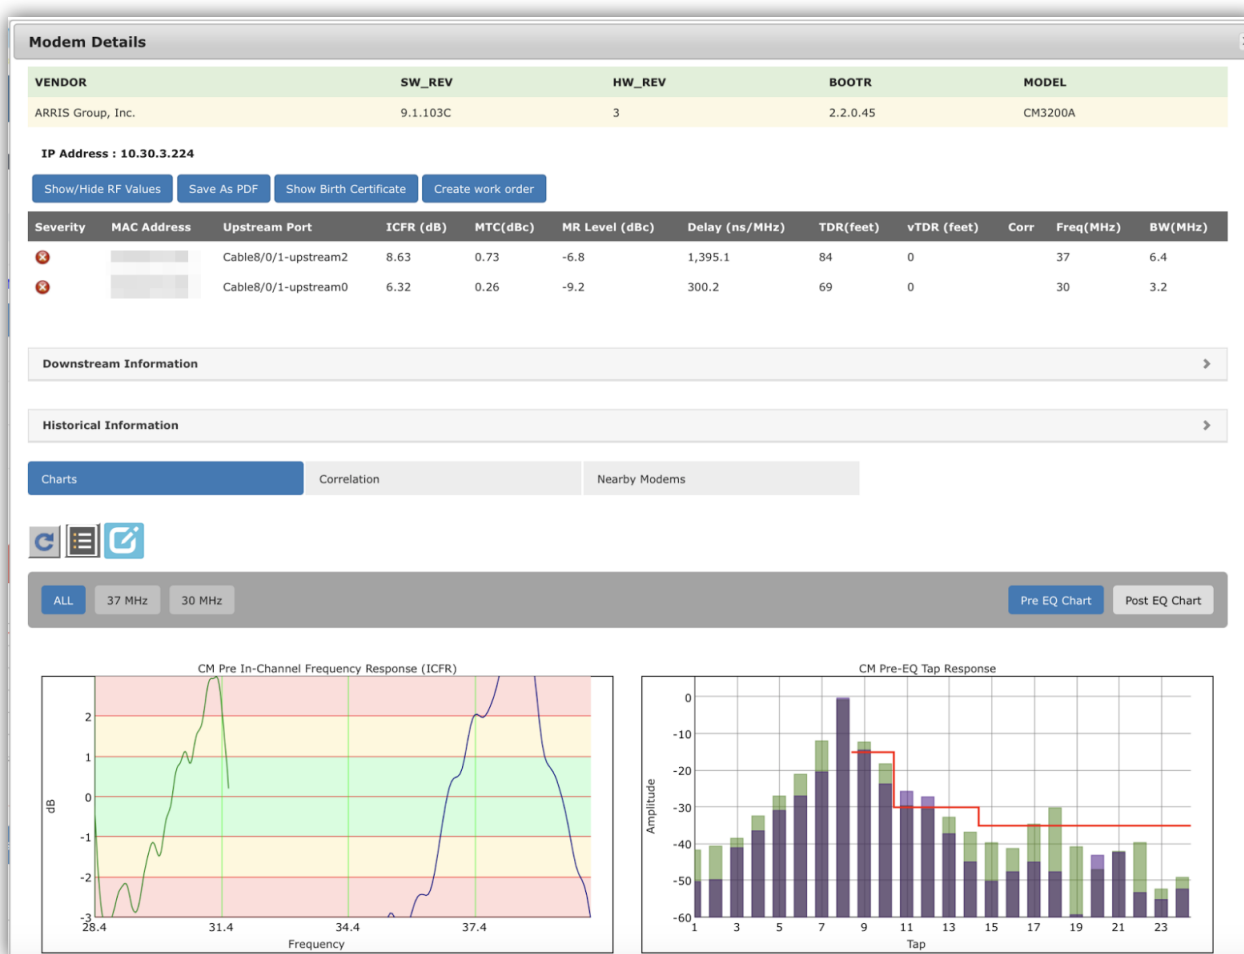 Modem Details
VENDOR SW_REV HW_REV BOOTR MODEL
ARRIS Group, Inc. 9.1.103C 3 2.2.0.45 CM3200A
IP Address : 10.30.3.224
Show/Hide RF Values Save As PDF Show Birth Certificate Create work order
Severity MAC Address Upstream Port ICFR (dB) MTC(dBc) MR Level (dBc) Delay (ns/MHz) TDR(feet) vTDR (feet) Corr Freq(MHz) BW(MHz)
Cable8/0/1-upstream2 8.63 0.73 -6.8 1,395.1 84 0 37 6.4
Cable8/0/1-upstream0 6.32 0.26 -9.2 300.2 69 0 30 3.2
Downstream Information
Historical Information
Charts Correlation Nearby Modems
ALL 37 MHz 30 MHz Pre EQ Chart Post EQ Chart
CM Pre In-Channel Frequency Response (ICFR)
2
1
0
-1
-2
-3
dB
28.4 31.4 34.4 37.4
Frequency
CM Pre-EQ Tap Response
0
-10
-20
-30
-40
-50
-60
Amplitude
1 3 5 7 9 11 13 15 17 19 21 23
Tap